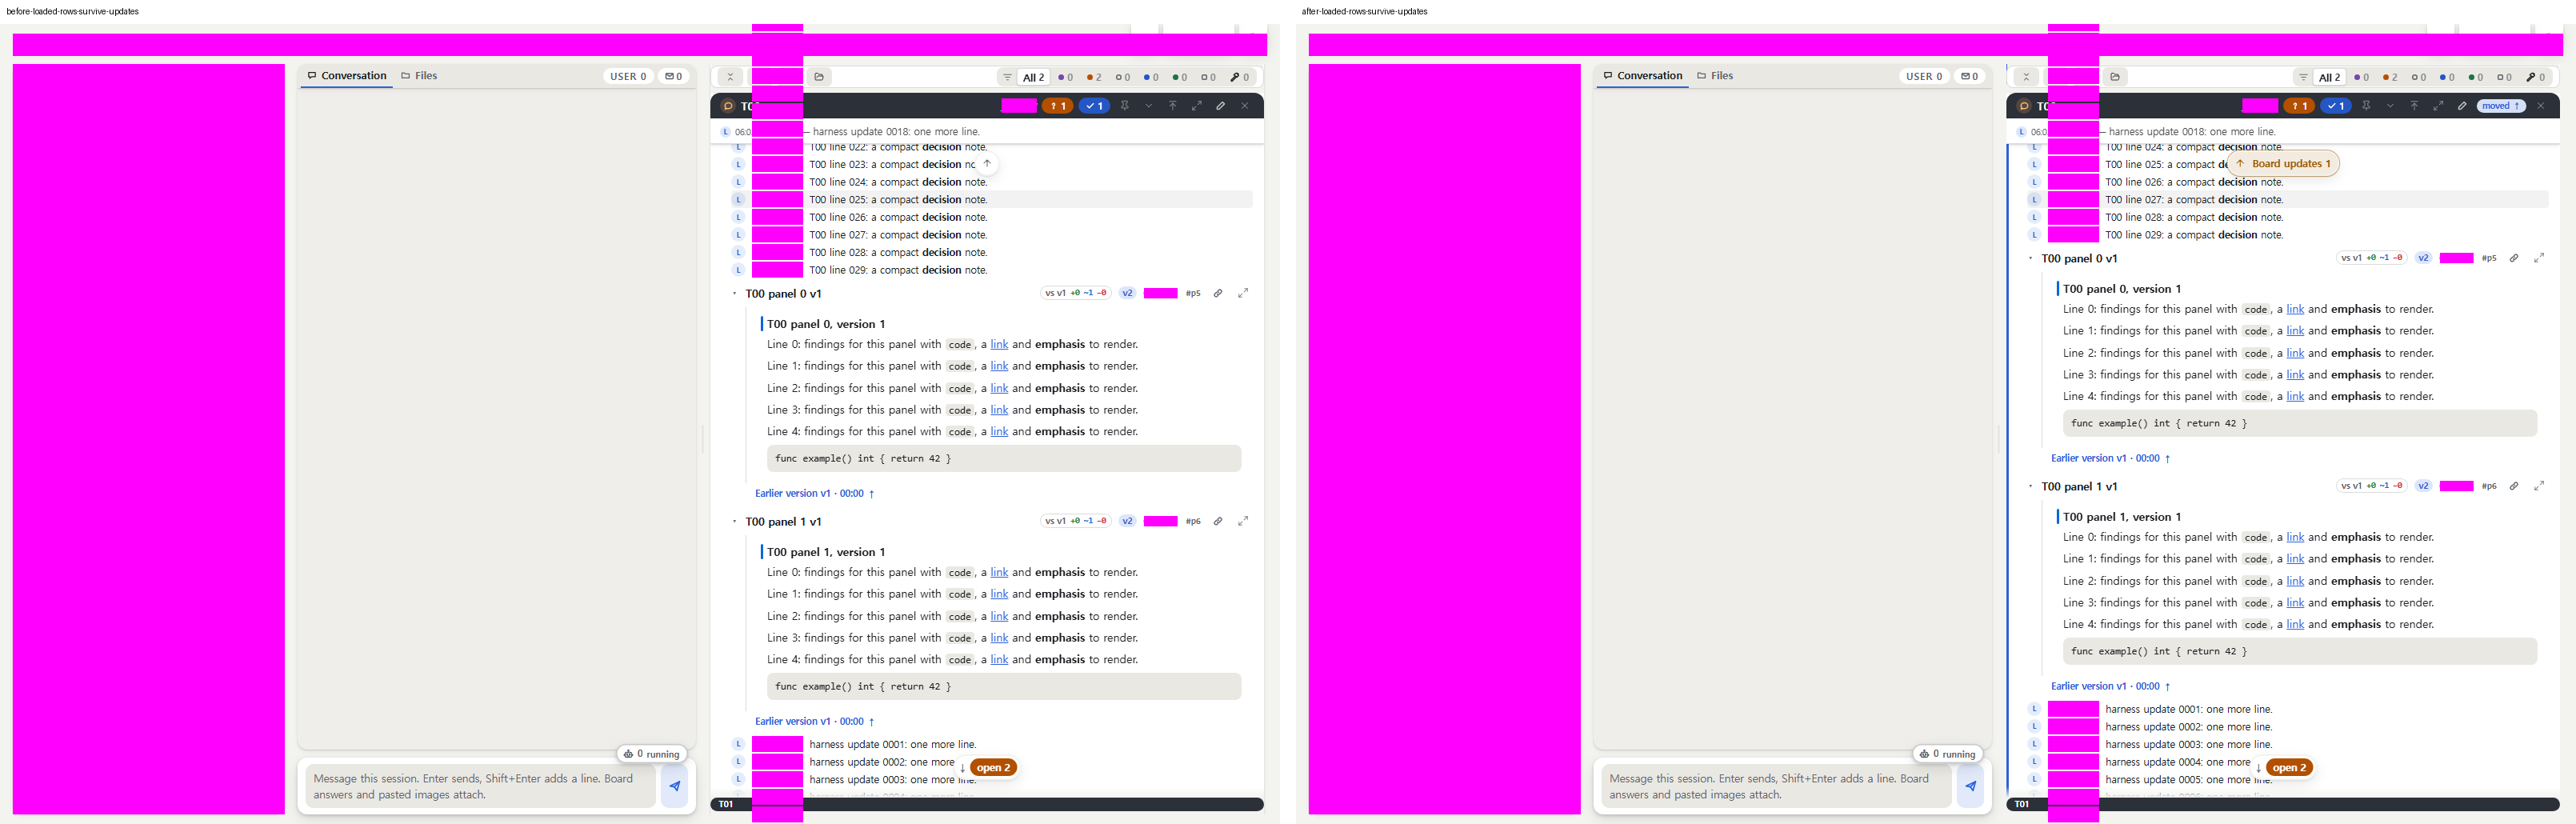 before-loaded-rows-survive-updates
Conversation
Files
USER 0
0
All 2
0
2
0
0
0
0
0
? 1
✓ 1
L 06:0
— harness update 0018: one more line.
L T00 line 022: a compact decision note.
L T00 line 023: a compact decision
↑
L T00 line 024: a compact decision note.
L T00 line 025: a compact decision note.
L T00 line 026: a compact decision note.
L T00 line 027: a compact decision note.
L T00 line 028: a compact decision note.
L T00 line 029: a compact decision note.
T00 panel 0 v1
vs v1 +0 ~1 −0
v2
#p5
T00 panel 0, version 1
Line 0: findings for this panel with code, a link and emphasis to render.
Line 1: findings for this panel with code, a link and emphasis to render.
Line 2: findings for this panel with code, a link and emphasis to render.
Line 3: findings for this panel with code, a link and emphasis to render.
Line 4: findings for this panel with code, a link and emphasis to render.
func example() int { return 42 }
Earlier version v1 · 00:00 ↑
T00 panel 1 v1
vs v1 +0 ~1 −0
v2
#p6
T00 panel 1, version 1
Line 0: findings for this panel with code, a link and emphasis to render.
Line 1: findings for this panel with code, a link and emphasis to render.
Line 2: findings for this panel with code, a link and emphasis to render.
Line 3: findings for this panel with code, a link and emphasis to render.
Line 4: findings for this panel with code, a link and emphasis to render.
func example() int { return 42 }
Earlier version v1 · 00:00 ↑
L harness update 0001: one more line.
L harness update 0002: one more
L harness update 0003: one more line.
↓ open 2
T01
0 running
Message this session. Enter sends, Shift+Enter adds a line. Board
answers and pasted images attach.
after-loaded-rows-survive-updates
Conversation
Files
USER 0
0
All 2
0
2
0
0
0
0
0
? 1
✓ 1
moved ↑
L 06:0
— harness update 0018: one more line.
L T00 line 024: a compact decision note.
L T00 line 025: a compact
↑ Board updates 1
L T00 line 026: a compact decision note.
L T00 line 027: a compact decision note.
L T00 line 028: a compact decision note.
L T00 line 029: a compact decision note.
T00 panel 0 v1
vs v1 +0 ~1 −0
v2
#p5
T00 panel 0, version 1
Line 0: findings for this panel with code, a link and emphasis to render.
Line 1: findings for this panel with code, a link and emphasis to render.
Line 2: findings for this panel with code, a link and emphasis to render.
Line 3: findings for this panel with code, a link and emphasis to render.
Line 4: findings for this panel with code, a link and emphasis to render.
func example() int { return 42 }
Earlier version v1 · 00:00 ↑
T00 panel 1 v1
vs v1 +0 ~1 −0
v2
#p6
T00 panel 1, version 1
Line 0: findings for this panel with code, a link and emphasis to render.
Line 1: findings for this panel with code, a link and emphasis to render.
Line 2: findings for this panel with code, a link and emphasis to render.
Line 3: findings for this panel with code, a link and emphasis to render.
Line 4: findings for this panel with code, a link and emphasis to render.
func example() int { return 42 }
Earlier version v1 · 00:00 ↑
L harness update 0001: one more line.
L harness update 0002: one more line.
L harness update 0003: one more line.
L harness update 0004: one more
L harness update 0005: one more line.
↓ open 2
T01
0 running
Message this session. Enter sends, Shift+Enter adds a line. Board
answers and pasted images attach.